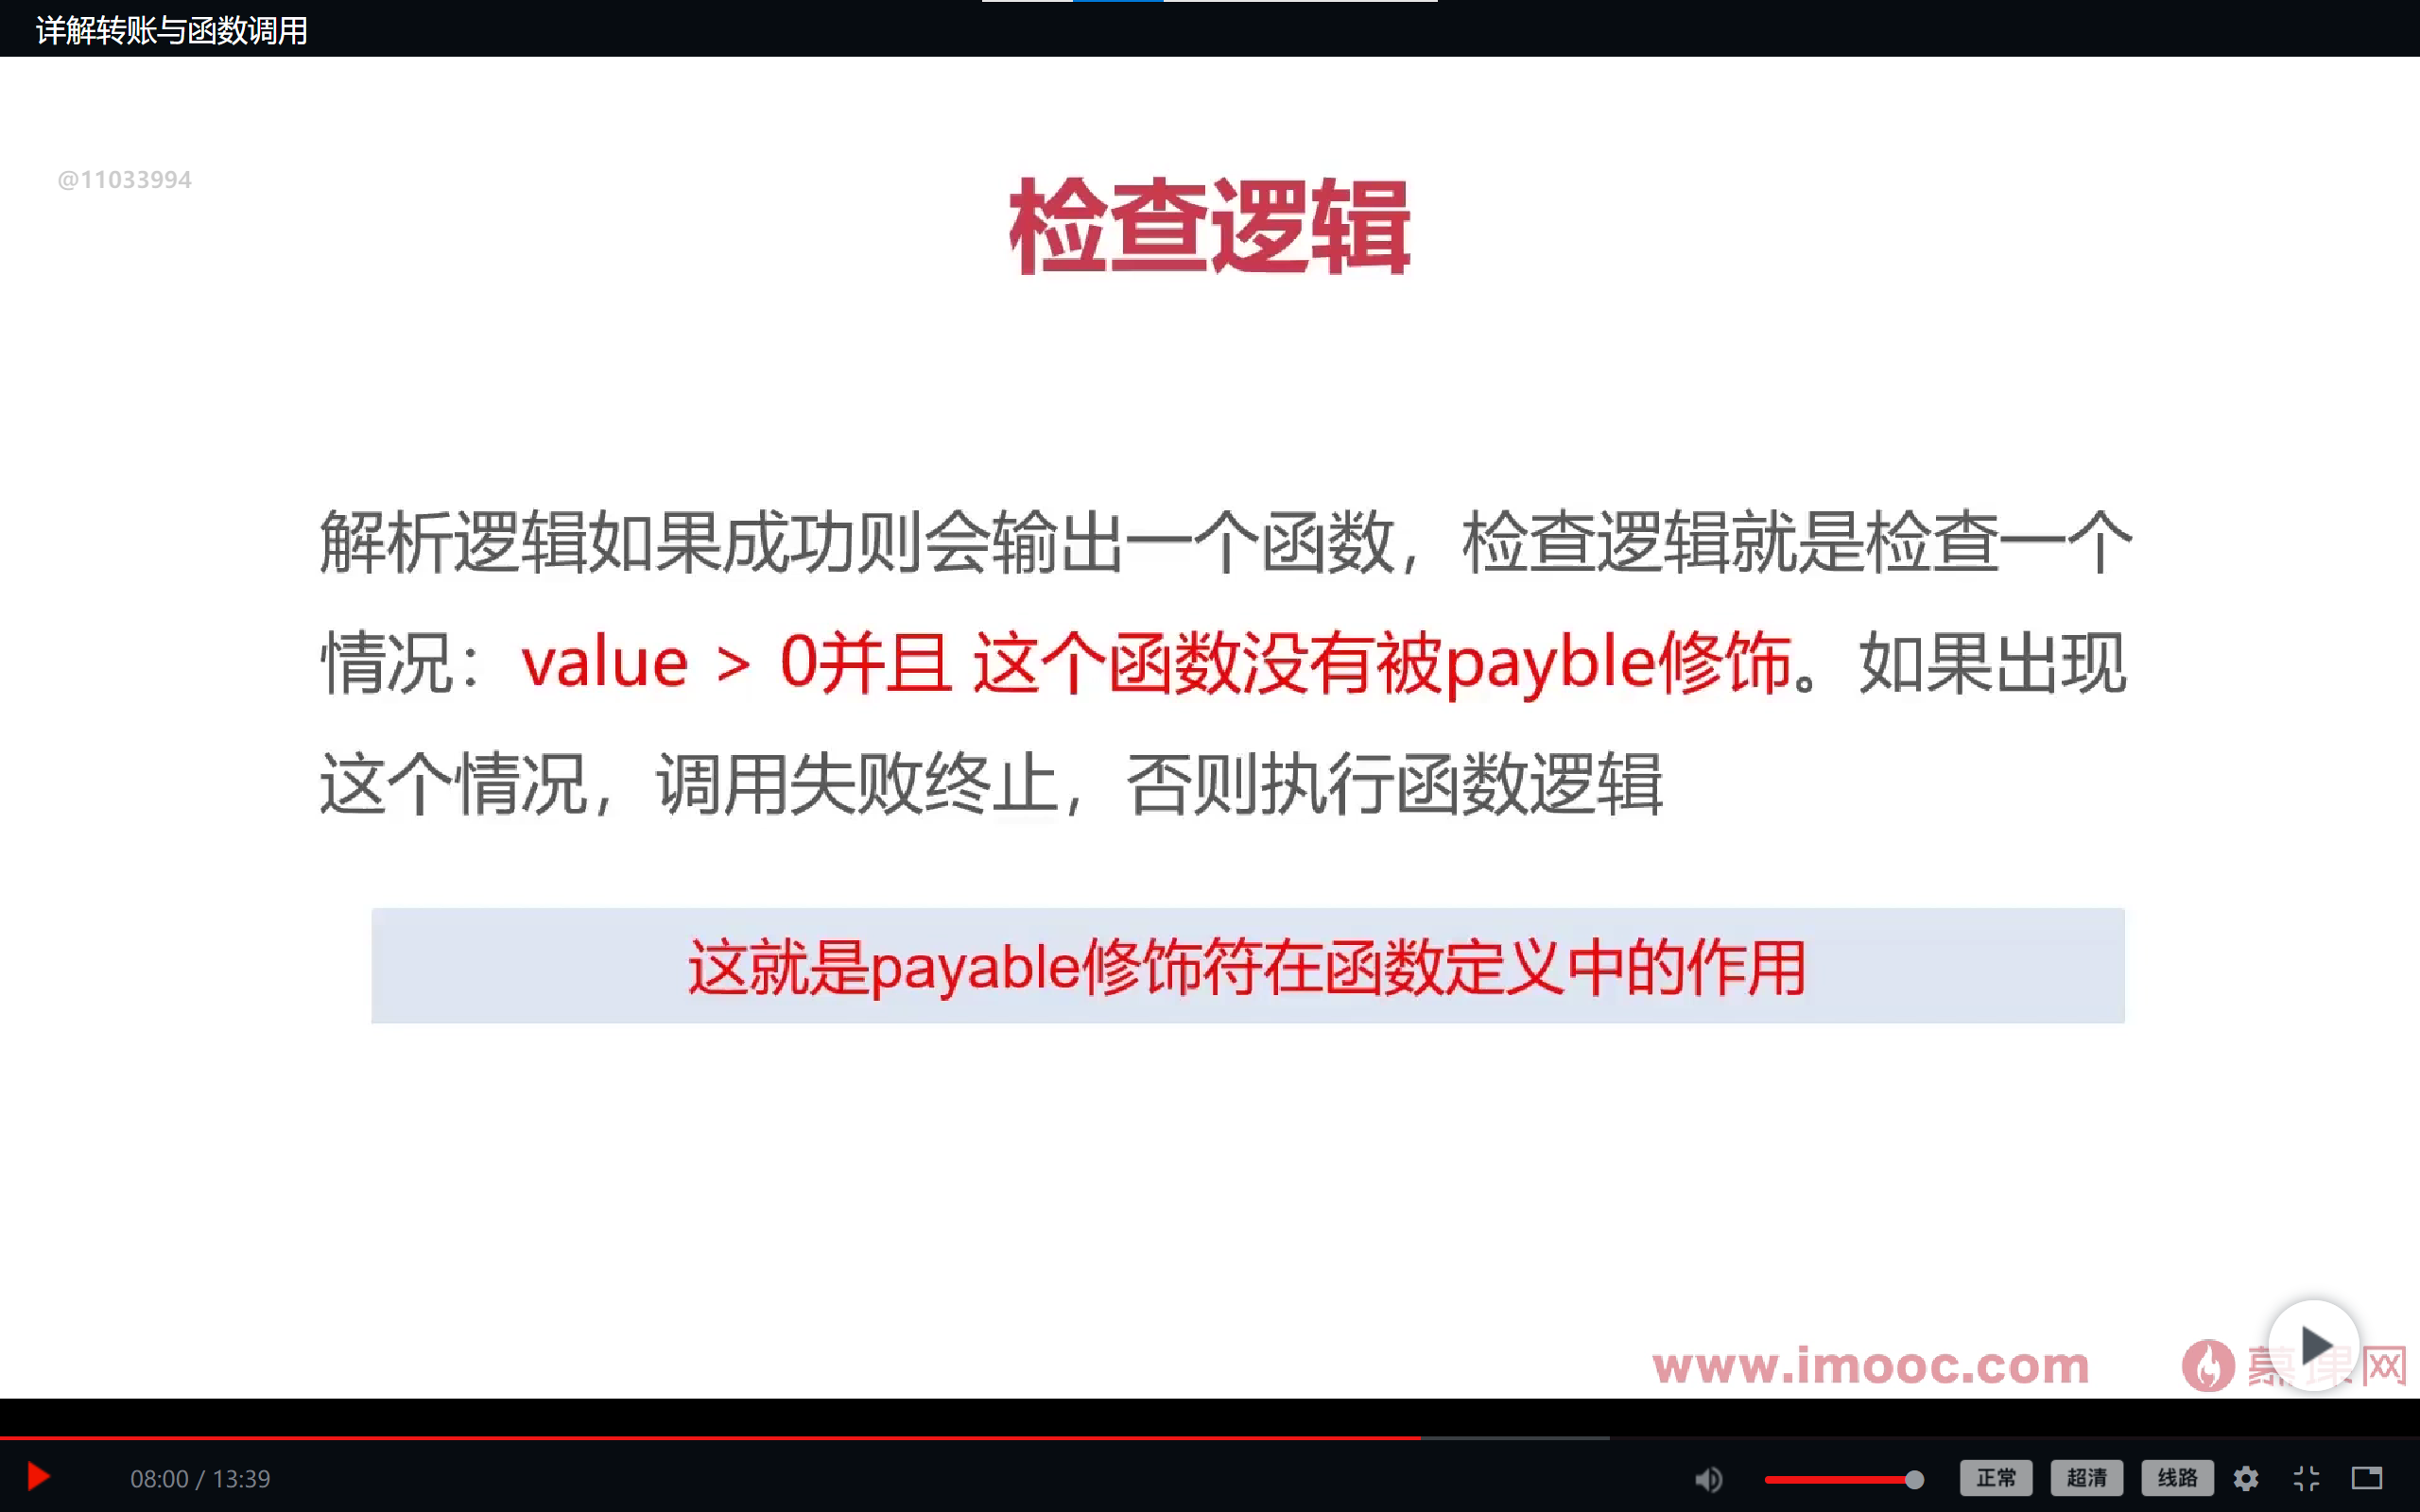 详解转账与函数调用
@11033994
检查逻辑
解析逻辑如果成功则会输出一个函数，检查逻辑就是检查一个
情况：value > 0并且 这个函数没有被payble修饰。如果出现
这个情况，调用失败终止，否则执行函数逻辑
这就是payable修饰符在函数定义中的作用
www.imooc.com
慕课网
08:00 / 13:39
正常
超清
线路